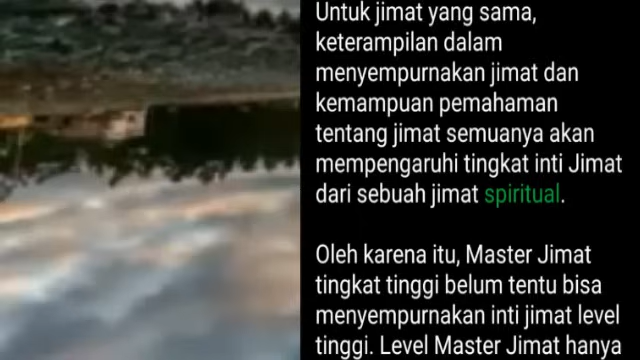 Untuk jimat yang sama,
keterampilan dalam
menyempurnakan jimat dan
kemampuan pemahaman
tentang jimat semuanya akan
mempengaruhi tingkat inti Jimat
dari sebuah jimat spiritual.
Oleh karena itu, Master Jimat
tingkat tinggi belum tentu bisa
menyempurnakan inti jimat level
tinggi. Level Master Jimat hanya